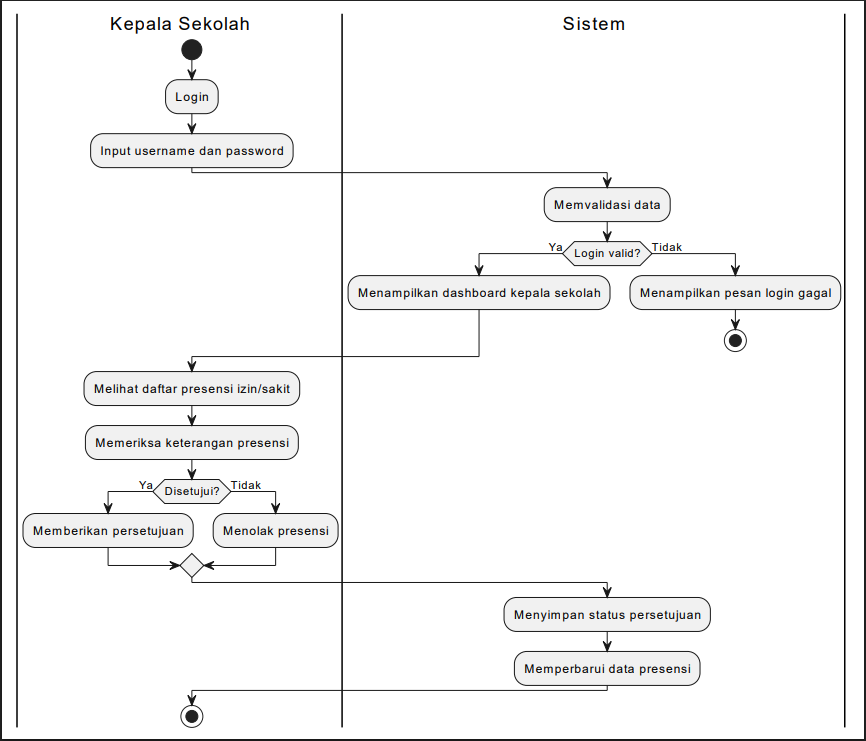 Kepala Sekolah
Sistem
Login
Input username dan password
Memvalidasi data
Ya
Login valid?
Tidak
Menampilkan dashboard kepala sekolah
Menampilkan pesan login gagal
Melihat daftar presensi izin/sakit
Memeriksa keterangan presensi
Ya
Disetujui?
Tidak
Memberikan persetujuan
Menolak presensi
Menyimpan status persetujuan
Memperbarui data presensi